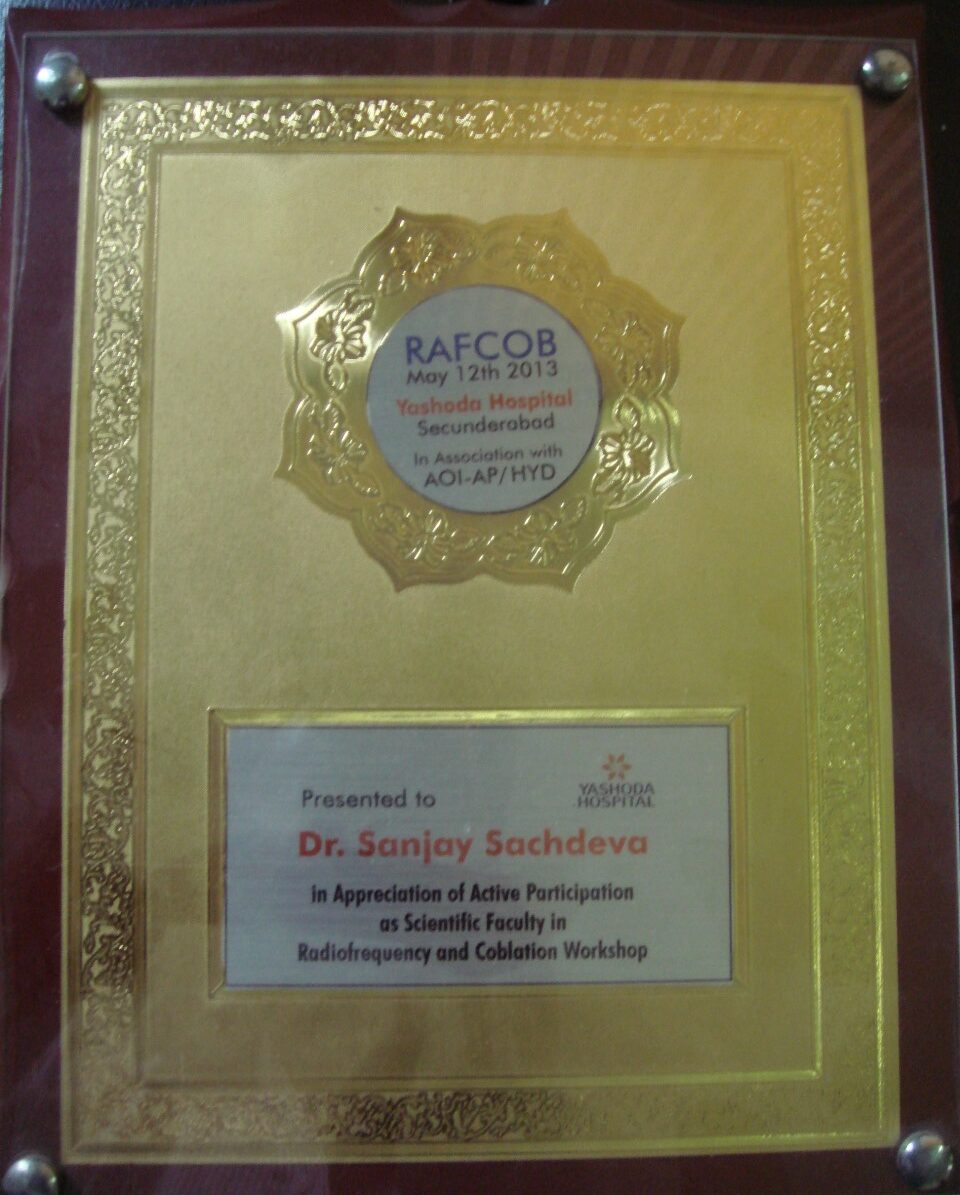 RAFCOB
May 12th 2013
Yashoda Hospital
Secunderabad
In Association with
AOI-AP/HYD
YASHODA
HOSPITAL
Presented to
Dr. Sanjay Sachdeva
in Appreciation of Active Participation
as Scientific Faculty in
Radiofrequency and Coblation Workshop